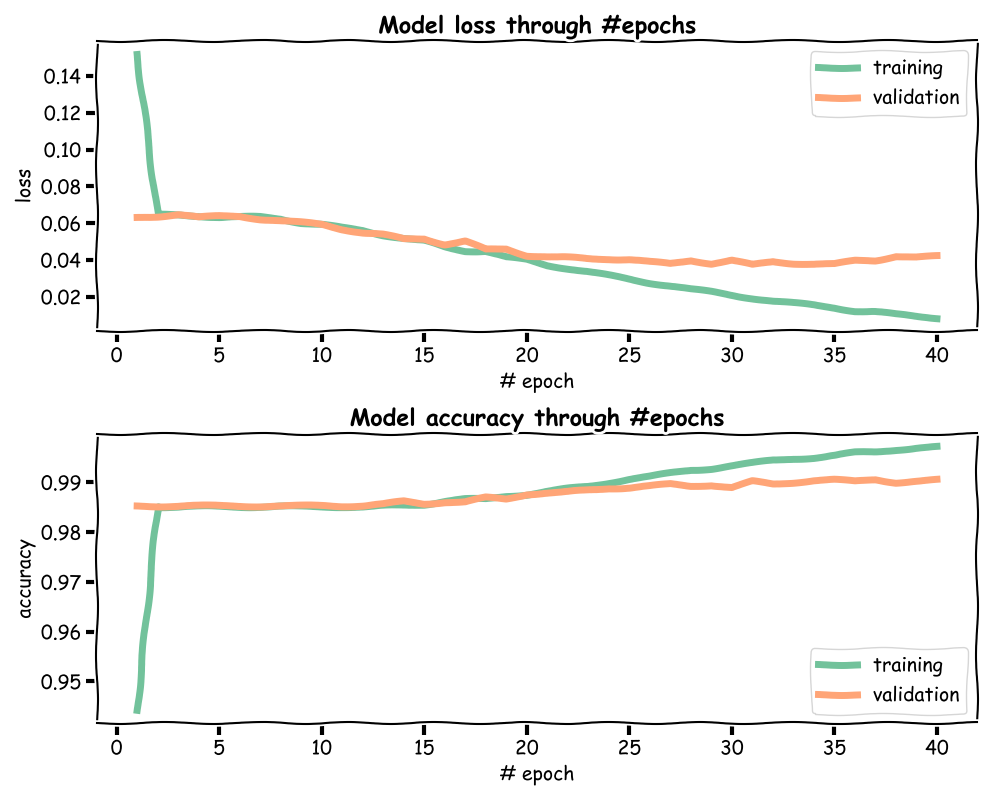 Model loss through #epochs
training
validation
loss
0.14
0.12
0.10
0.08
0.06
0.04
0.02
0 5 10 15 20 25 30 35 40
# epoch
Model accuracy through #epochs
accuracy
0.99
0.98
0.97
0.96
0.95
training
validation
0 5 10 15 20 25 30 35 40
# epoch